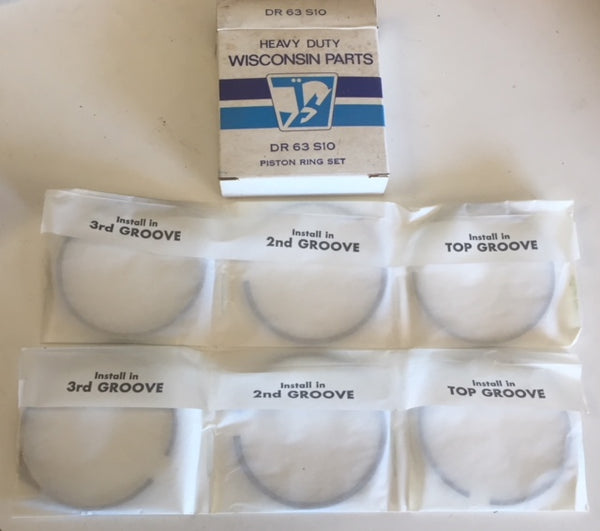 DR 63 S10
HEAVY DUTY
WISCONSIN PARTS
DR 63 S10
PISTON RING SET
Install in
3rd GROOVE
Install in
2nd GROOVE
Install in
TOP GROOVE
Install in
3rd GROOVE
Install in
2nd GROOVE
Install in
TOP GROOVE